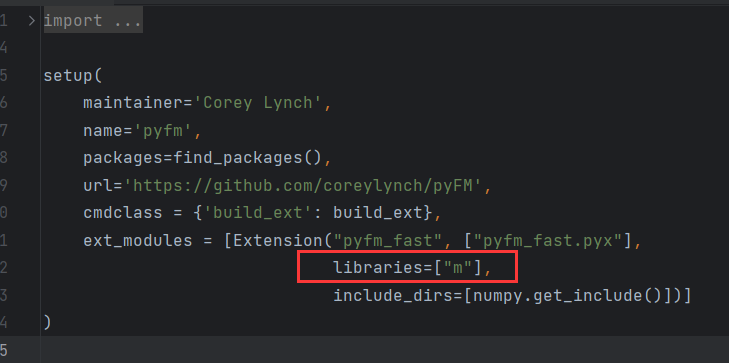 1 > import ...
4
5 setup(
6 maintainer='Corey Lynch',
7 name='pyfm',
8 packages=find_packages(),
9 url='https://github.com/coreylynch/pyFM',
0 cmdclass = {'build_ext': build_ext},
1 ext_modules = [Extension("pyfm_fast", ["pyfm_fast.pyx"],
2 libraries=["m"],
3 include_dirs=[numpy.get_include()])]
4 )
5